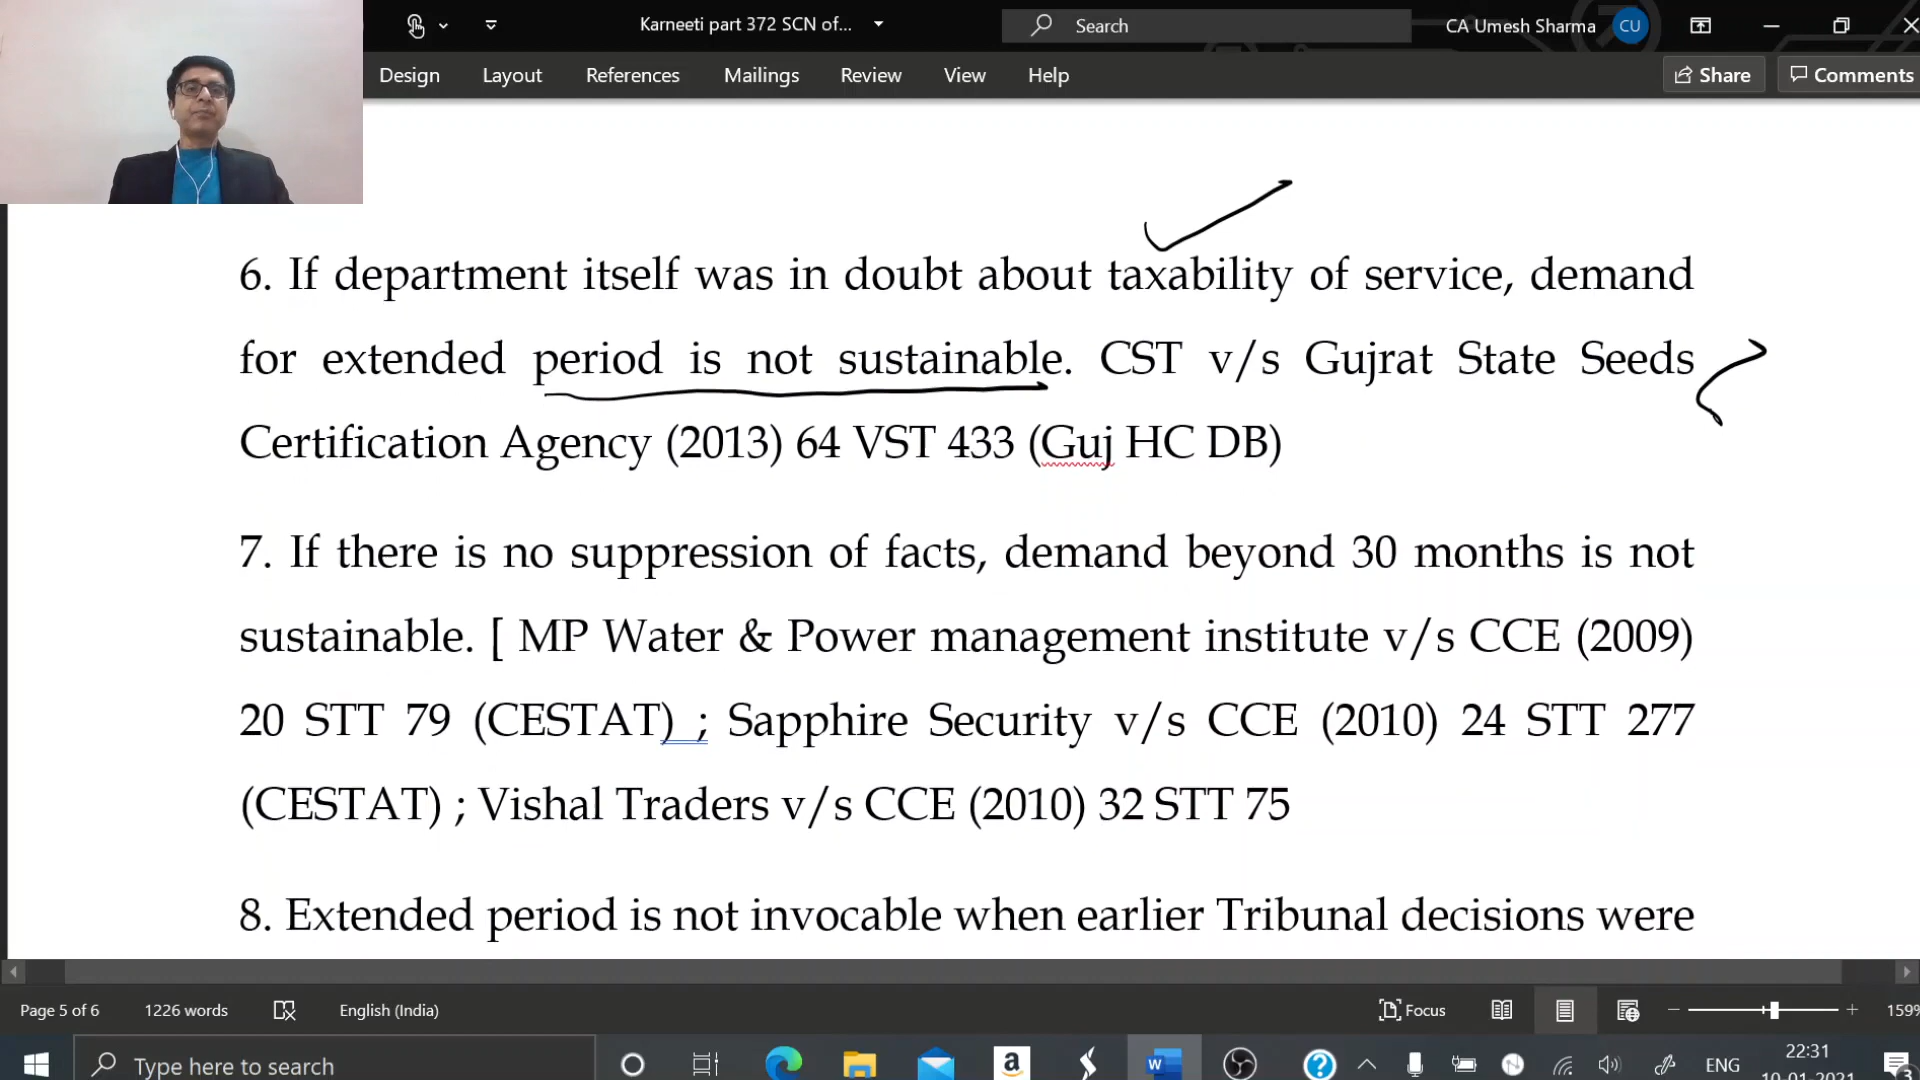 Karneeti part 372 SCN of...
Search
CA Umesh Sharma
CU
Design Layout References Mailings Review View Help
Share Comments
6. If department itself was in doubt about taxability of service, demand
for extended period is not sustainable. CST v/s Gujrat State Seeds
Certification Agency (2013) 64 VST 433 (Guj HC DB)
7. If there is no suppression of facts, demand beyond 30 months is not
sustainable. [ MP Water & Power management institute v/s CCE (2009)
20 STT 79 (CESTAT) ; Sapphire Security v/s CCE (2010) 24 STT 277
(CESTAT) ; Vishal Traders v/s CCE (2010) 32 STT 75
8. Extended period is not invocable when earlier Tribunal decisions were
Page 5 of 6 1226 words English (India) Focus 159%
Type here to search
ENG
22:31
10-01-2021
3